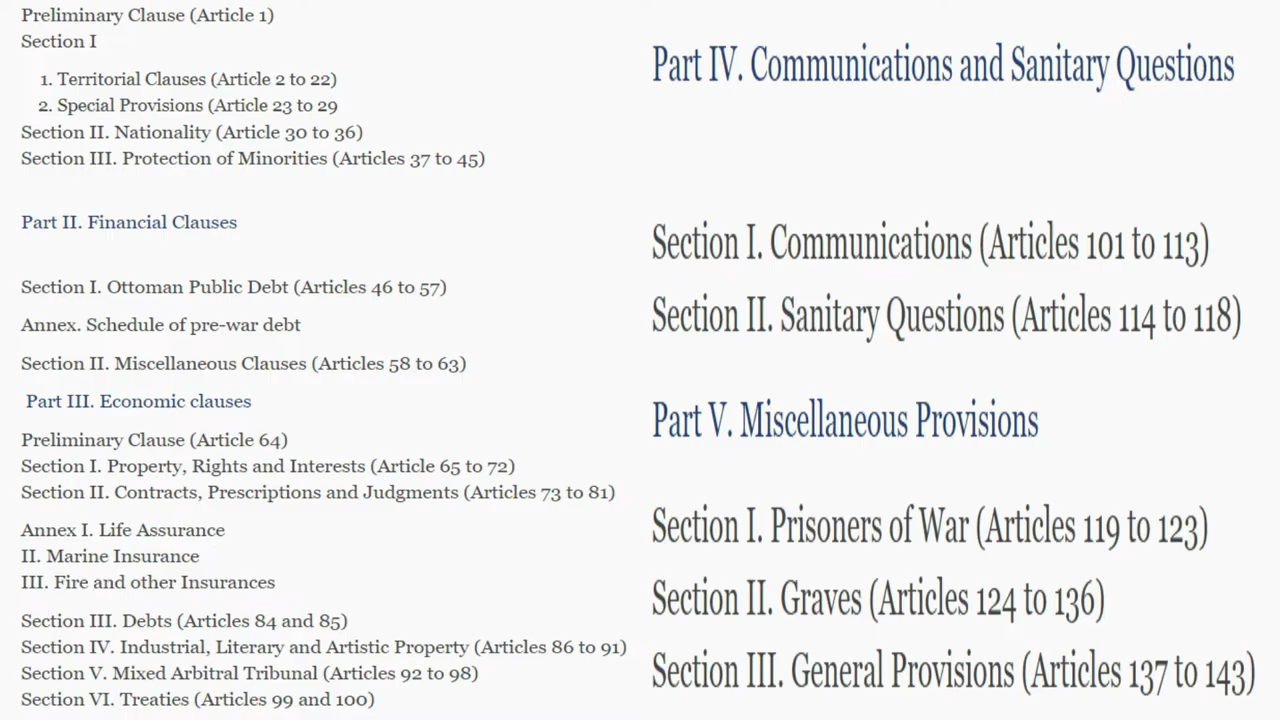 Preliminary Clause (Article 1)
Section I
1. Territorial Clauses (Article 2 to 22)
2. Special Provisions (Article 23 to 29
Section II. Nationality (Article 30 to 36)
Section III. Protection of Minorities (Articles 37 to 45)
Part II. Financial Clauses
Section I. Ottoman Public Debt (Articles 46 to 57)
Annex. Schedule of pre-war debt
Section II. Miscellaneous Clauses (Articles 58 to 63)
Part III. Economic clauses
Preliminary Clause (Article 64)
Section I. Property, Rights and Interests (Article 65 to 72)
Section II. Contracts, Prescriptions and Judgments (Articles 73 to 81)
Annex I. Life Assurance
II. Marine Insurance
III. Fire and other Insurances
Section III. Debts (Articles 84 and 85)
Section IV. Industrial, Literary and Artistic Property (Articles 86 to 91)
Section V. Mixed Arbitral Tribunal (Articles 92 to 98)
Section VI. Treaties (Articles 99 and 100)
Part IV. Communications and Sanitary Questions
Section I. Communications (Articles 101 to 113)
Section II. Sanitary Questions (Articles 114 to 118)
Part V. Miscellaneous Provisions
Section I. Prisoners of War (Articles 119 to 123)
Section II. Graves (Articles 124 to 136)
Section III. General Provisions (Articles 137 to 143)